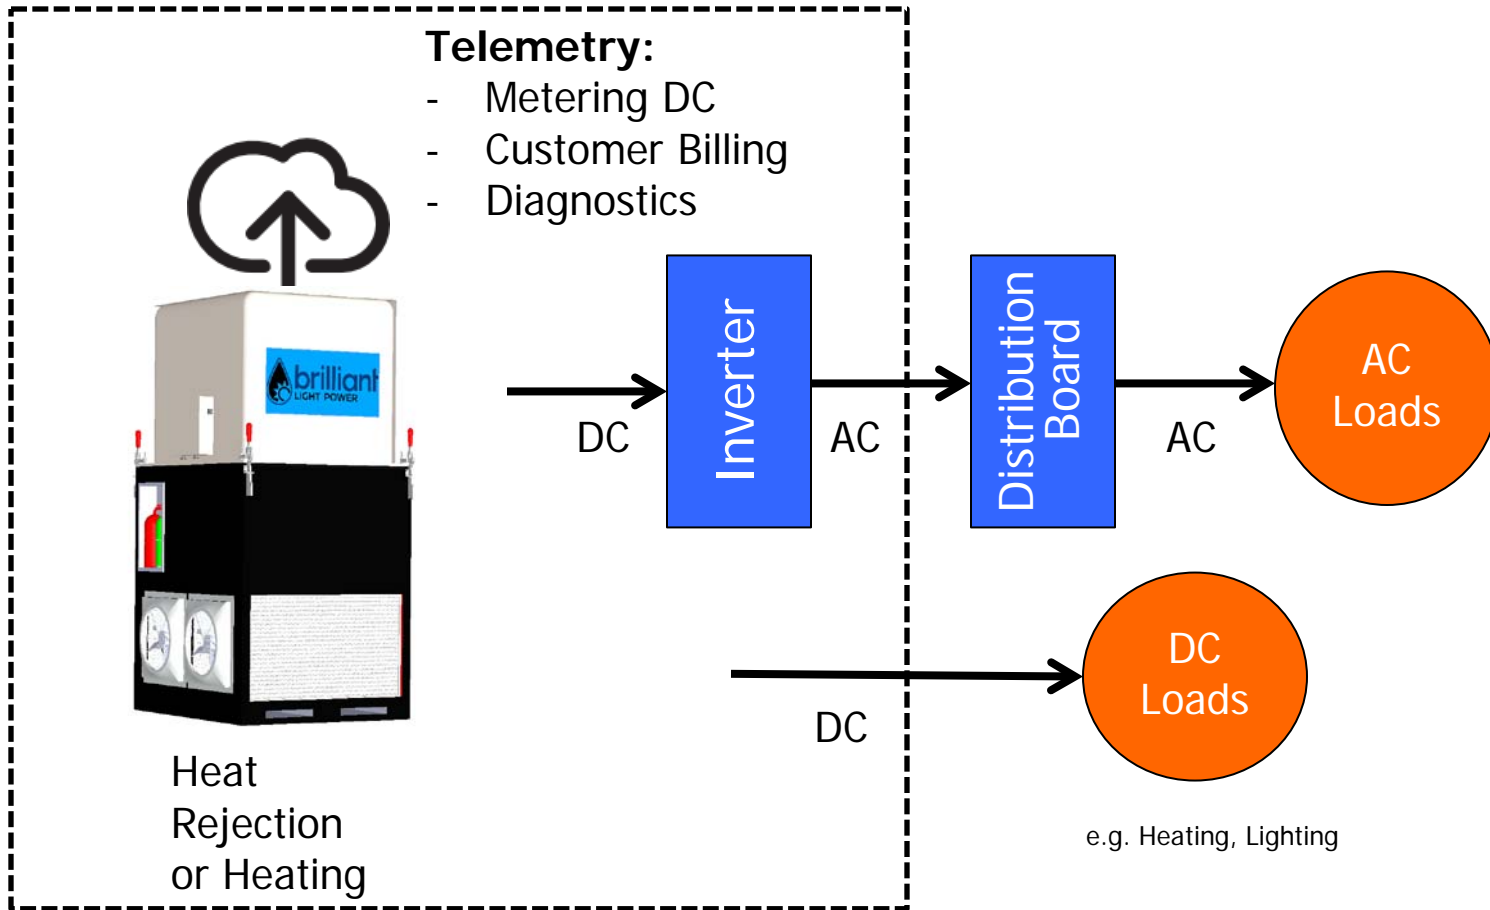 Telemetry:
- Metering DC
- Customer Billing
- Diagnostics
brilliant
LIGHT POWER
DC
Inverter
AC
Distribution
Board
AC
AC
Loads
DC
DC
Loads
Heat
Rejection
or Heating
e.g. Heating, Lighting